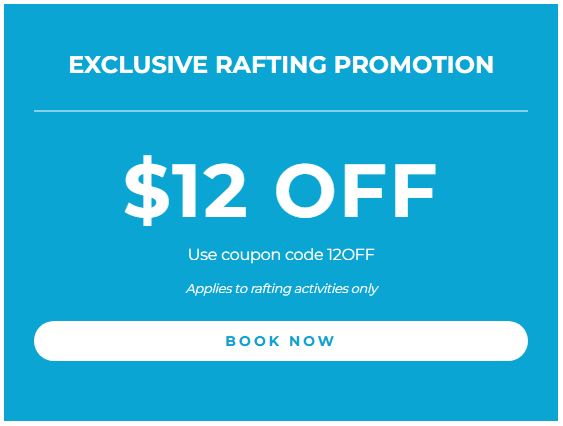 EXCLUSIVE RAFTING PROMOTION
$12 OFF
Use coupon code 12OFF
Applies to rafting activities only
BOOK NOW